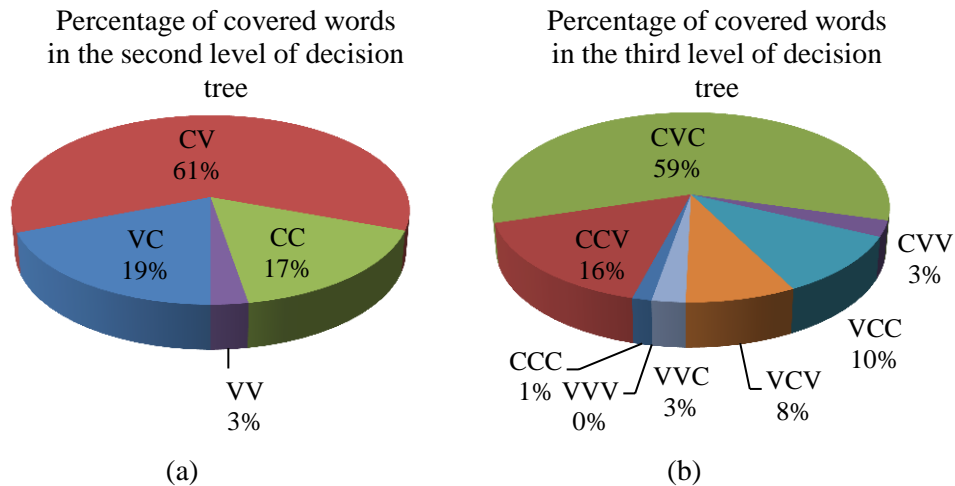 Percentage of covered words
in the second level of decision
tree
CV
61%
VC
19%
CC
17%
VV
3%
(a)
Percentage of covered words
in the third level of decision
tree
CVC
59%
CCV
16%
CVV
3%
VCC
10%
CCC
1%
VVV
0%
VVC
3%
VCV
8%
(b)